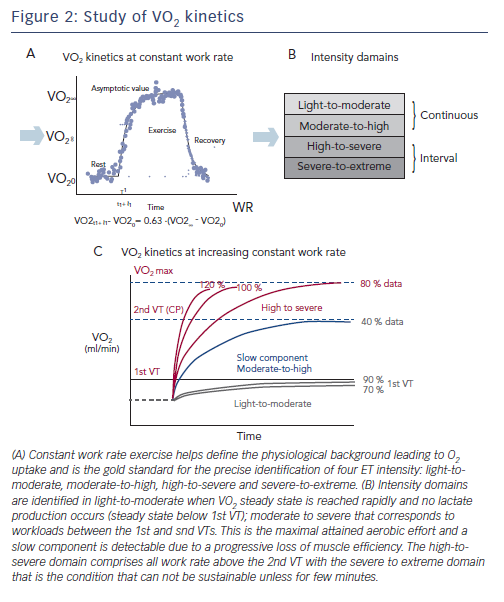 Figure 2: Study of VO2 kinetics
A
VO2 kinetics at constant work rate
VO2∞
Asymptotic value
VO2
Exercise
Recovery
Rest
VO20
T1
t1+ I1
Time
WR
VO2t1+ I1- VO20= 0.63 ·(VO2∞ - VO20)
B
Intensity damains
Light-to-moderate
Moderate-to-high
High-to-severe
Severe-to-extreme
Continuous
Interval
C
VO2 kinetics at increasing constant work rate
VO2 max
120 %
100 %
80 % data
2nd VT (CP)
High to severe
40 % data
VO2
(ml/min)
Slow component
Moderate-to-high
1st VT
90 %
70 %
1st VT
Light-to-moderate
Time
(A) Constant work rate exercise helps define the physiological background leading to O2
uptake and is the gold standard for the precise identification of four ET intensity: light-to-
moderate, moderate-to-high, high-to-severe and severe-to-extreme. (B) Intensity domains
are identified in light-to-moderate when VO2 steady state is reached rapidly and no lactate
production occurs (steady state below 1st VT); moderate to severe that corresponds to
workloads between the 1st and snd VTs. This is the maximal attained aerobic effort and a
slow component is detectable due to a progressive loss of muscle efficiency. The high-to-
severe domain comprises all work rate above the 2nd VT with the severe to extreme domain
that is the condition that can not be sustainable unless for few minutes.